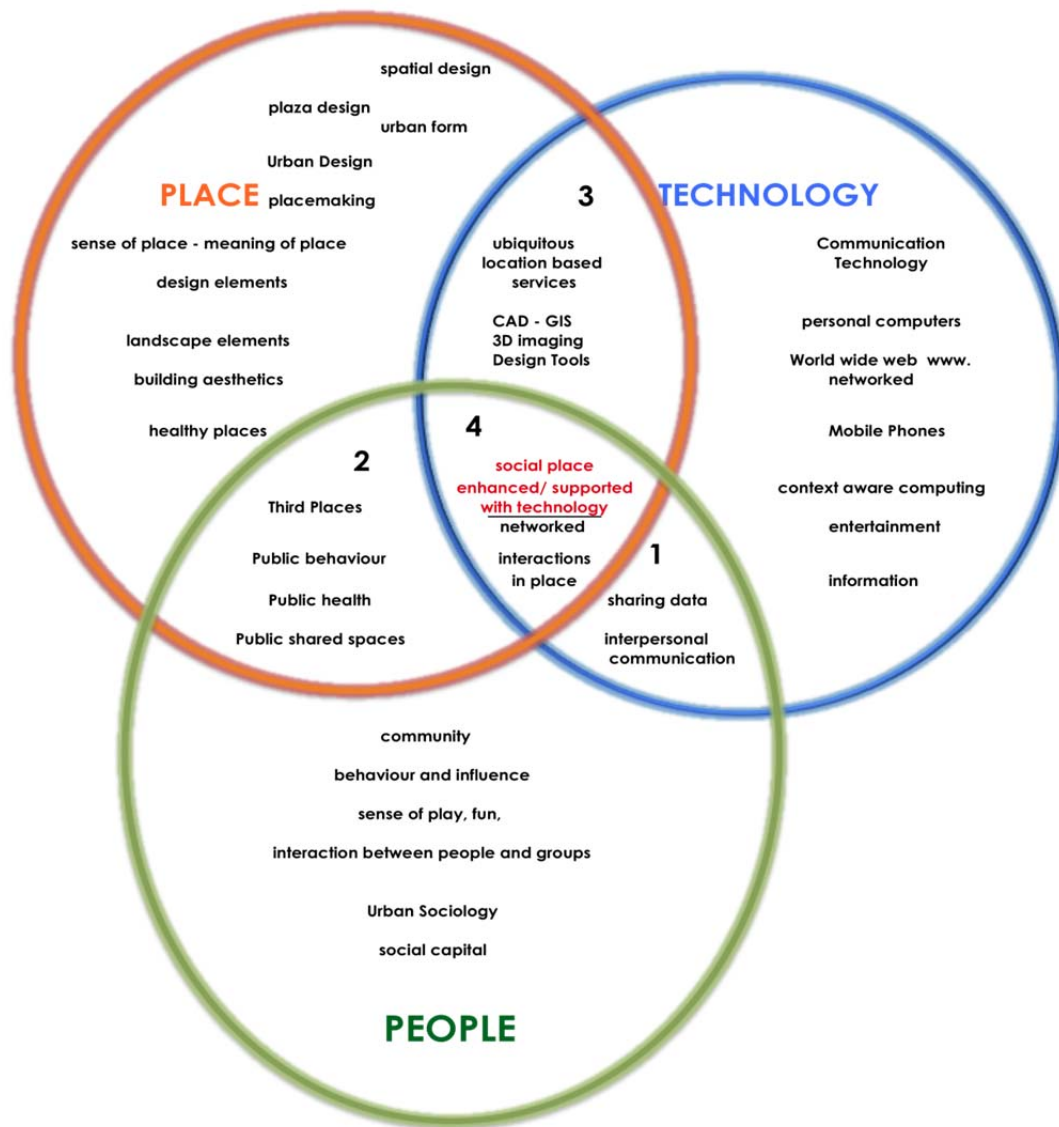 spatial design
plaza design
urban form
Urban Design
PLACE
placemaking
sense of place - meaning of place
design elements
landscape elements
building aesthetics
healthy places
3
ubiquitous
location based
services
CAD - GIS
3D imaging
Design Tools
TECHNOLOGY
Communication
Technology
personal computers
World wide web www.
networked
Mobile Phones
context aware computing
entertainment
information
2
Third Places
Public behaviour
Public health
Public shared spaces
4
social place
enhanced/ supported
with technology
networked
interactions
in place
1
sharing data
interpersonal
communication
community
behaviour and influence
sense of play, fun,
interaction between people and groups
Urban Sociology
social capital
PEOPLE